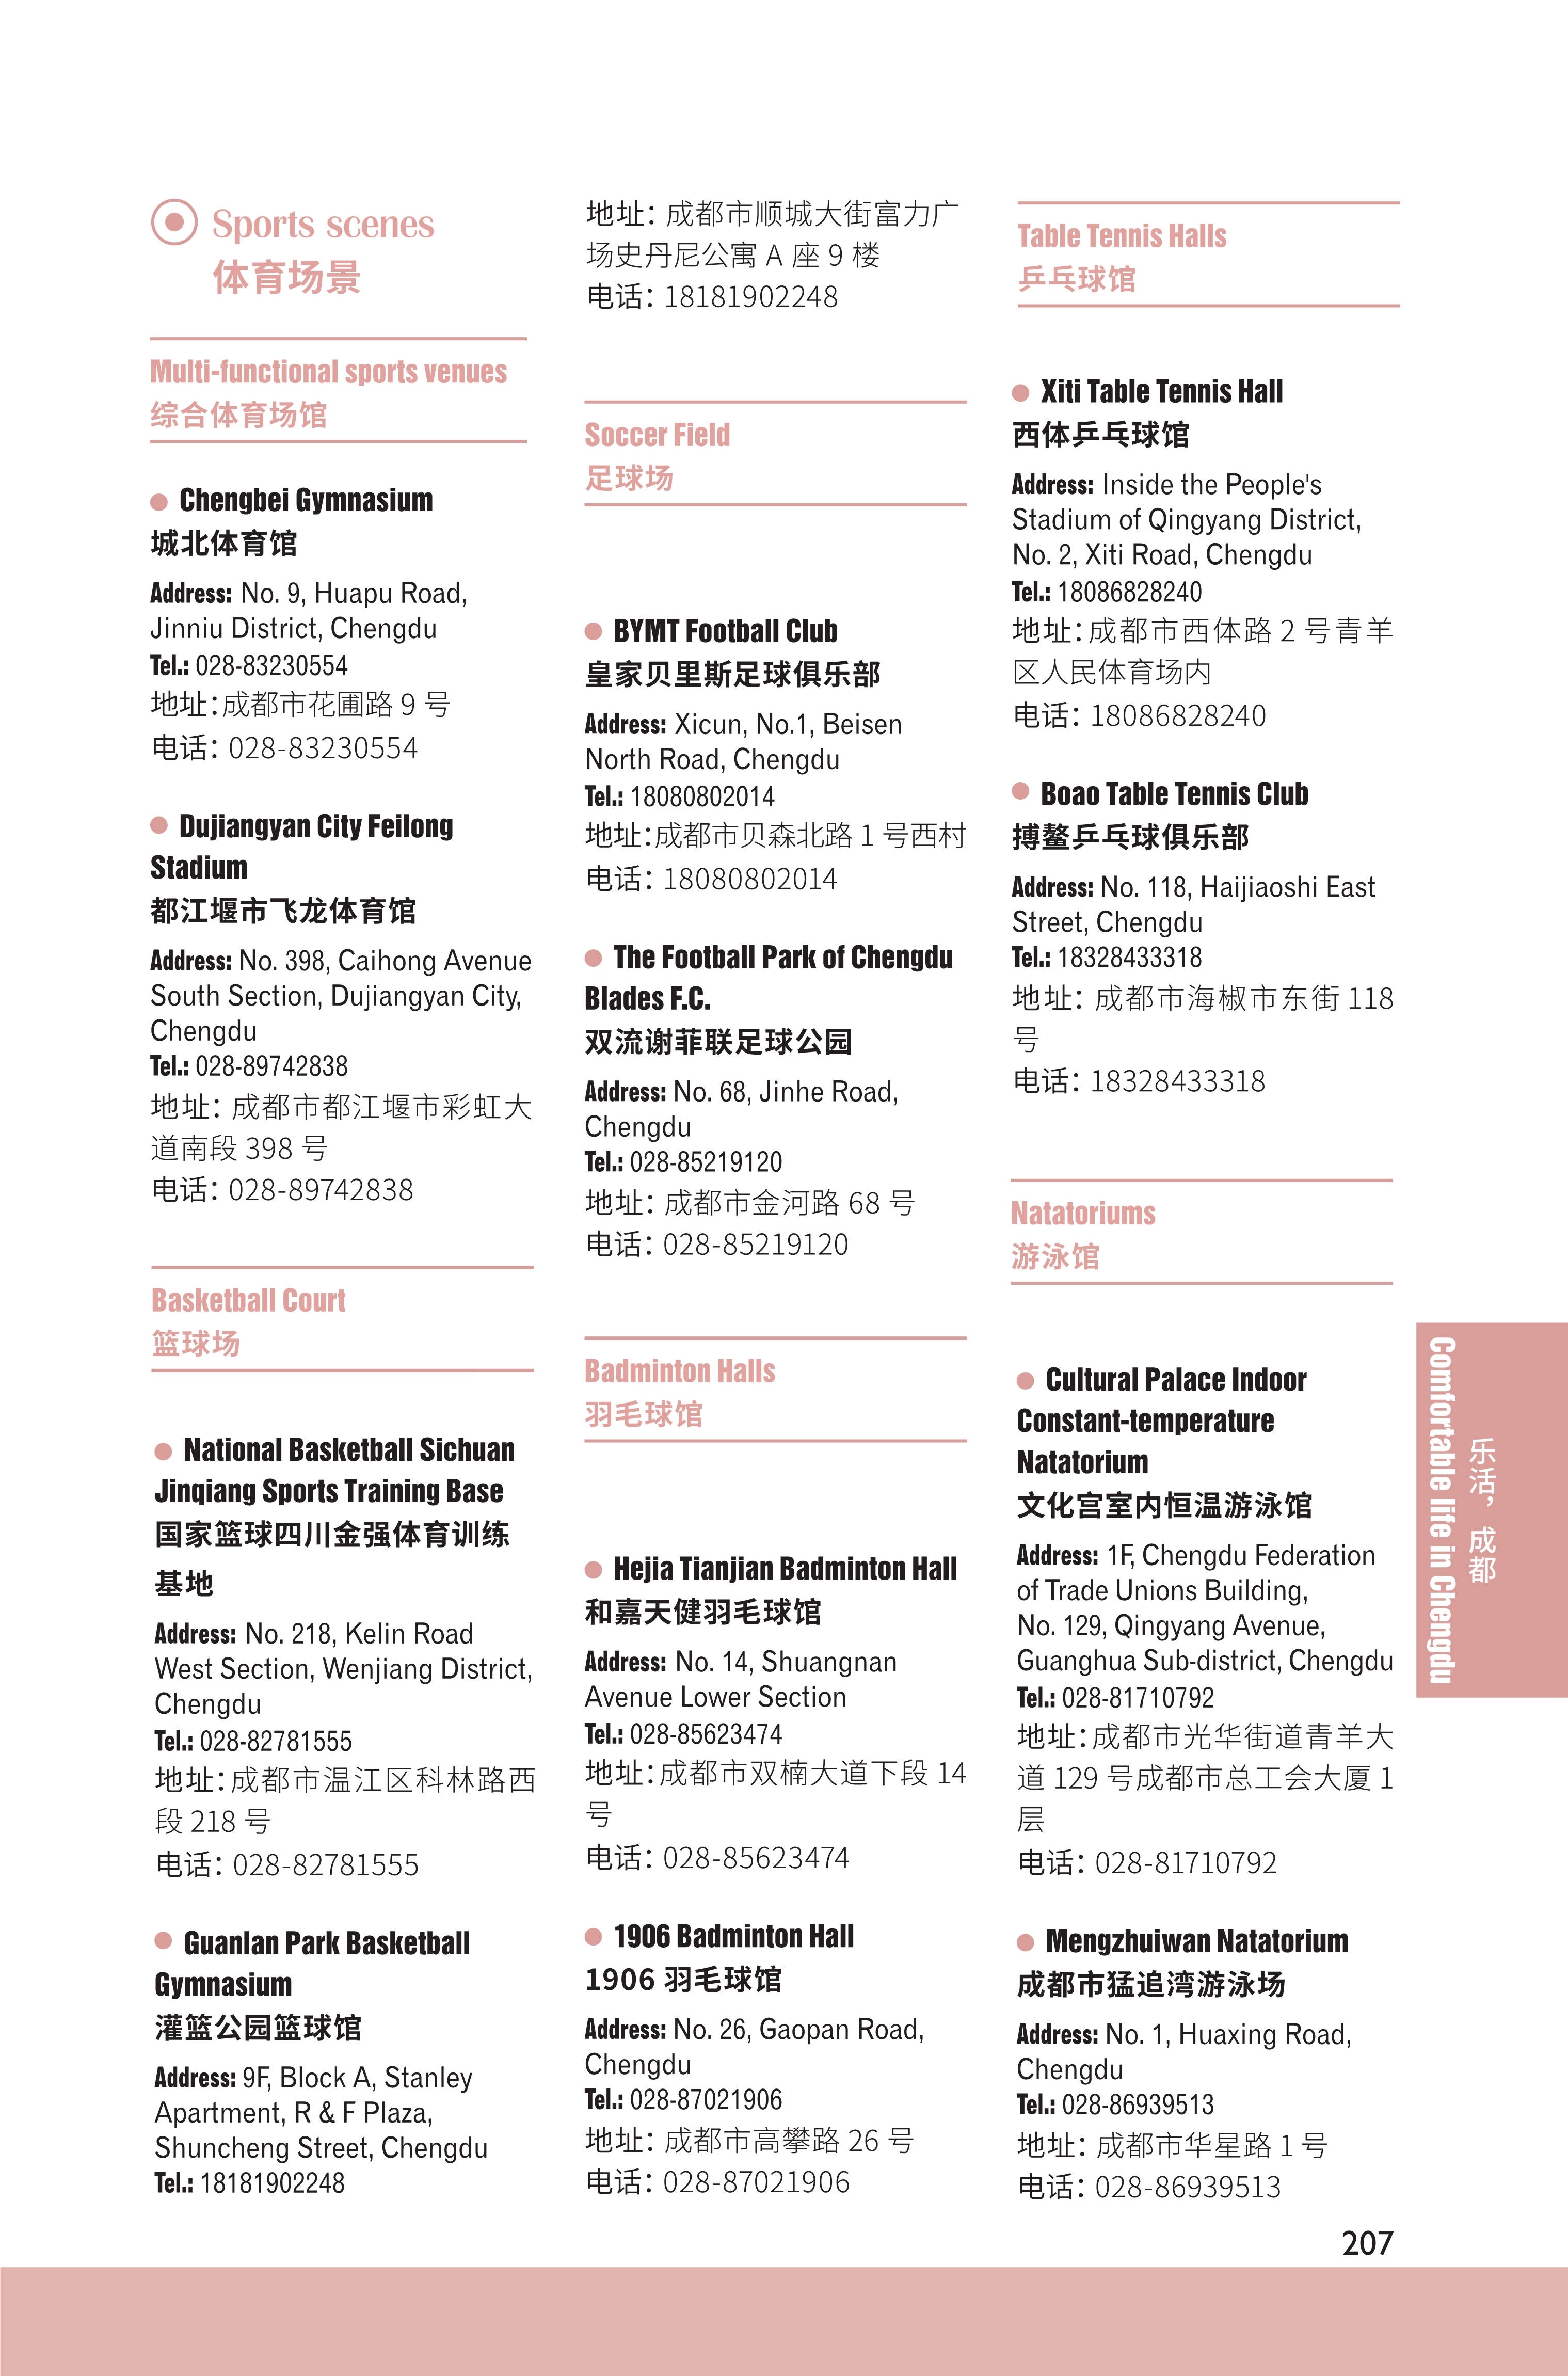 Sports scenes
体育场景
Multi-functional sports venues
综合体育场馆
Chengbei Gymnasium
城北体育馆
Address: No. 9, Huapu Road,
Jinniu District, Chengdu
Tel.: 028-83230554
地址：成都市花圃路 9 号
电话： 028-83230554
Dujiangyan City Feilong
Stadium
都江堰市飞龙体育馆
Address: No. 398, Caihong Avenue
South Section, Dujiangyan City,
Chengdu
Tel.: 028-89742838
地址： 成都市都江堰市彩虹大
道南段 398 号
电话： 028-89742838
Basketball Court
篮球场
National Basketball Sichuan
Jinqiang Sports Training Base
国家篮球四川金强体育训练
基地
Address: No. 218, Kelin Road
West Section, Wenjiang District,
Chengdu
Tel.: 028-82781555
地址：成都市温江区科林路西
段 218 号
电话： 028-82781555
Guanlan Park Basketball
Gymnasium
灌篮公园篮球馆
Address: 9F, Block A, Stanley
Apartment, R & F Plaza,
Shuncheng Street, Chengdu
Tel.: 18181902248
地址： 成都市顺城大街富力广
场史丹尼公寓 A 座 9 楼
电话： 18181902248
Soccer Field
足球场
BYMT Football Club
皇家贝里斯足球俱乐部
Address: Xicun, No.1, Beisen
North Road, Chengdu
Tel.: 18080802014
地址：成都市贝森北路 1 号西村
电话： 18080802014
The Football Park of Chengdu
Blades F.C.
双流谢菲联足球公园
Address: No. 68, Jinhe Road,
Chengdu
Tel.: 028-85219120
地址： 成都市金河路 68 号
电话： 028-85219120
Badminton Halls
羽毛球馆
Hejia Tianjian Badminton Hall
和嘉天健羽毛球馆
Address: No. 14, Shuangnan
Avenue Lower Section
Tel.: 028-85623474
地址：成都市双楠大道下段 14
号
电话： 028-85623474
1906 Badminton Hall
1906 羽毛球馆
Address: No. 26, Gaopan Road,
Chengdu
Tel.: 028-87021906
地址： 成都市高攀路 26 号
电话： 028-87021906
Table Tennis Halls
乒乓球馆
Xiti Table Tennis Hall
西体乒乓球馆
Address: Inside the People's
Stadium of Qingyang District,
No. 2, Xiti Road, Chengdu
Tel.: 18086828240
地址：成都市西体路 2 号青羊
区人民体育场内
电话： 18086828240
Boao Table Tennis Club
搏鳌乒乓球俱乐部
Address: No. 118, Haijiaoshi East
Street, Chengdu
Tel.: 18328433318
地址： 成都市海椒市东街 118
号
电话： 18328433318
Natatoriums
游泳馆
Cultural Palace Indoor
Constant-temperature
Natatorium
文化宫室内恒温游泳馆
Address: 1F, Chengdu Federation
of Trade Unions Building,
No. 129, Qingyang Avenue,
Guanghua Sub-district, Chengdu
Tel.: 028-81710792
地址：成都市光华街道青羊大
道 129 号成都市总工会大厦 1
层
电话： 028-81710792
Mengzhuiwan Natatorium
成都市猛追湾游泳场
Address: No. 1, Huaxing Road,
Chengdu
Tel.: 028-86939513
地址： 成都市华星路 1 号
电话： 028-86939513
乐活，成都
Comfortable life in Chengdu
207